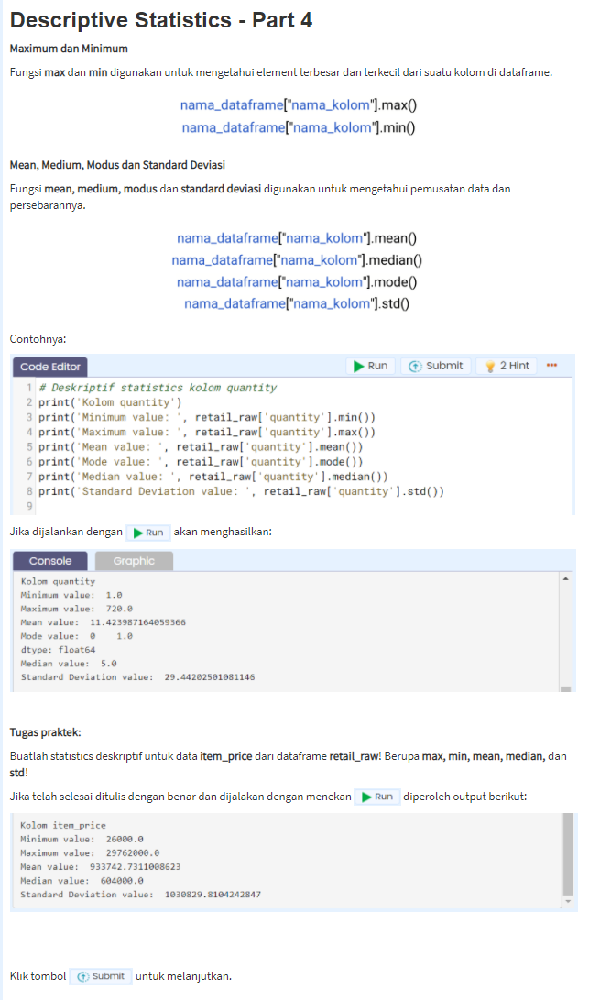 Descriptive Statistics - Part 4
Maximum dan Minimum
Fungsi max dan min digunakan untuk mengetahui element terbesar dan terkecil dari suatu kolom di dataframe.
nama_dataframe["nama_kolom"].max()
nama_dataframe["nama_kolom"].min()
Mean, Medium, Modus dan Standard Deviasi
Fungsi mean, medium, modus dan standard deviasi digunakan untuk mengetahui pemusatan data dan
persebarannya.
nama_dataframe["nama_kolom"].mean()
nama_dataframe["nama_kolom"].median()
nama_dataframe["nama_kolom"].mode()
nama_dataframe["nama_kolom"].std()
Contohnya:
Code Editor Run Submit 2 Hint
1 # Deskriptif statistics kolom quantity
2 print('Kolom quantity')
3 print('Minimum value: ', retail_raw['quantity'].min())
4 print('Maximum value: ', retail_raw['quantity'].max())
5 print('Mean value: ', retail_raw['quantity'].mean())
6 print('Mode value: ', retail_raw['quantity'].mode())
7 print('Median value: ', retail_raw['quantity'].median())
8 print('Standard Deviation value: ', retail_raw['quantity'].std())
9
Jika dijalankan dengan Run akan menghasilkan:
Console Graphic
Kolom quantity
Minimum value:  1.0
Maximum value:  720.0
Mean value:  11.423987164059366
Mode value:  0    1.0
dtype: float64
Median value:  5.0
Standard Deviation value:  29.44202501081146
Tugas praktek:
Buatlah statistics deskriptif untuk data item_price dari dataframe retail_raw! Berupa max, min, mean, median, dan
std!
Jika telah selesai ditulis dengan benar dan dijalakan dengan menekan Run diperoleh output berikut:
Kolom item_price
Minimum value:  26000.0
Maximum value:  29762000.0
Mean value:  933742.7311008623
Median value:  604000.0
Standard Deviation value:  1030829.8104242847
Klik tombol Submit untuk melanjutkan.